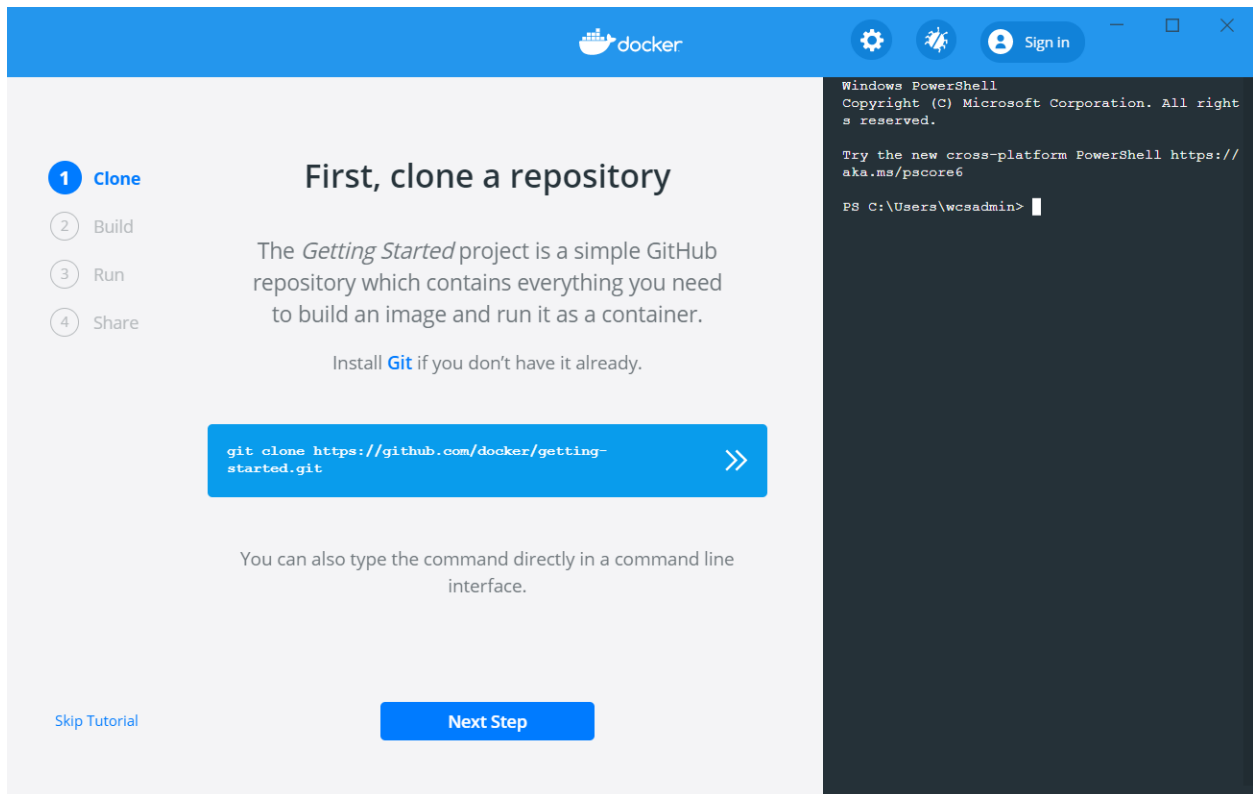 docker
Sign in
1 Clone
2 Build
3 Run
4 Share
First, clone a repository
The Getting Started project is a simple GitHub
repository which contains everything you need
to build an image and run it as a container.
Install Git if you don't have it already.
git clone https://github.com/docker/getting-
started.git
You can also type the command directly in a command line
interface.
Skip Tutorial
Next Step
Windows PowerShell
Copyright (C) Microsoft Corporation. All right
s reserved.
Try the new cross-platform PowerShell https://
aka.ms/pscore6
PS C:\Users\wcsadmin>